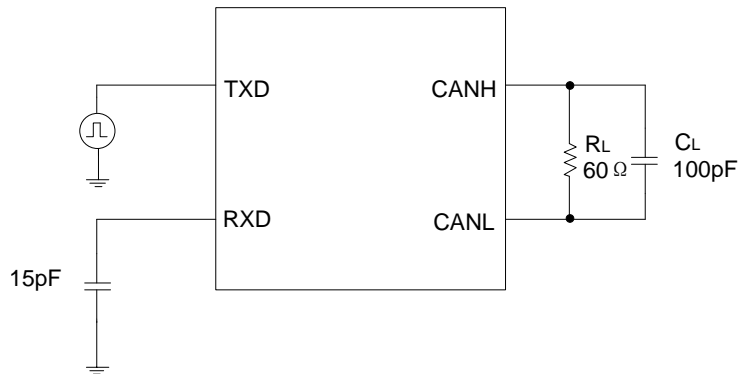 TXD
CANH
RL
60 Ω
CL
100pF
RXD
CANL
15pF